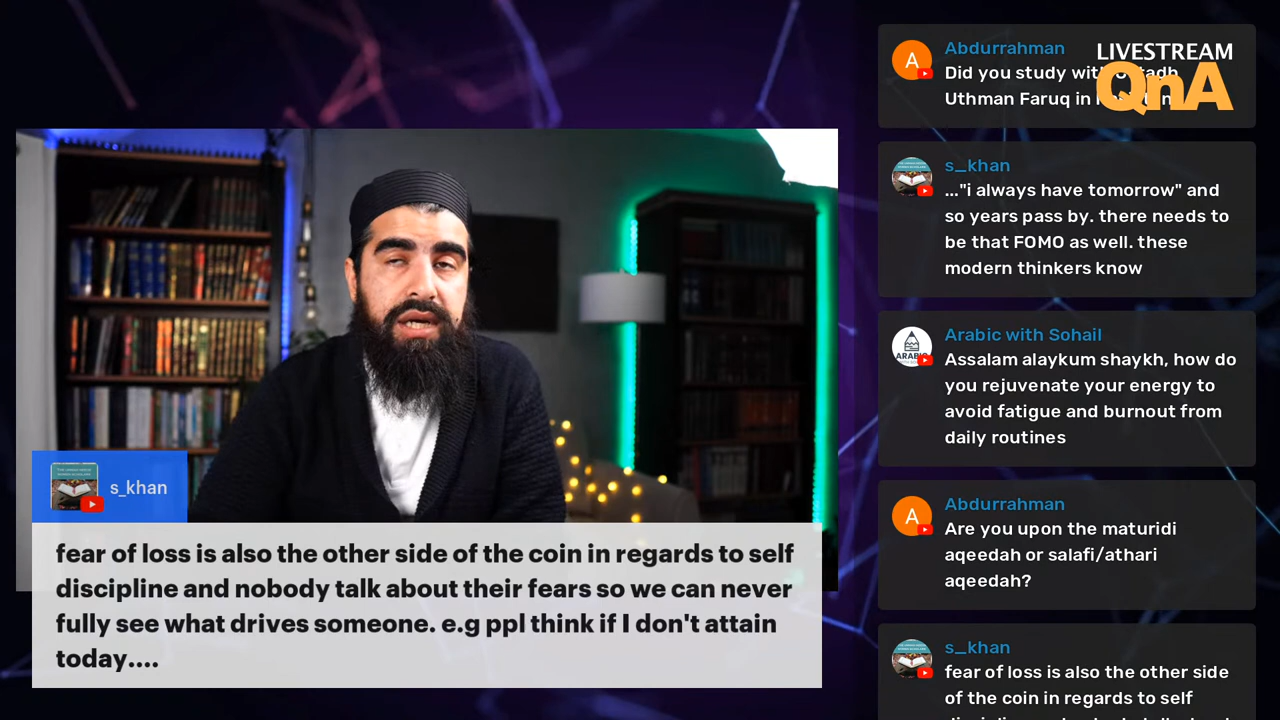 Abdurrahman
Did you study with
Uthman Faruq in
LIVESTREAM
QnA
s_khan
..."i always have tomorrow" and
so years pass by. there needs to
be that FOMO as well. these
modern thinkers know
Arabic with Sohail
Assalam alaykum shaykh, how do
you rejuvenate your energy to
avoid fatigue and burnout from
daily routines
Abdurrahman
Are you upon the maturidi
aqeedah or salafi/athari
aqeedah?
s_khan
fear of loss is also the other side
of the coin in regards to self
s_khan
fear of loss is also the other side of the coin in regards to self
discipline and nobody talk about their fears so we can never
fully see what drives someone. e.g ppl think if I don't attain
today....
A
A
ARABIC